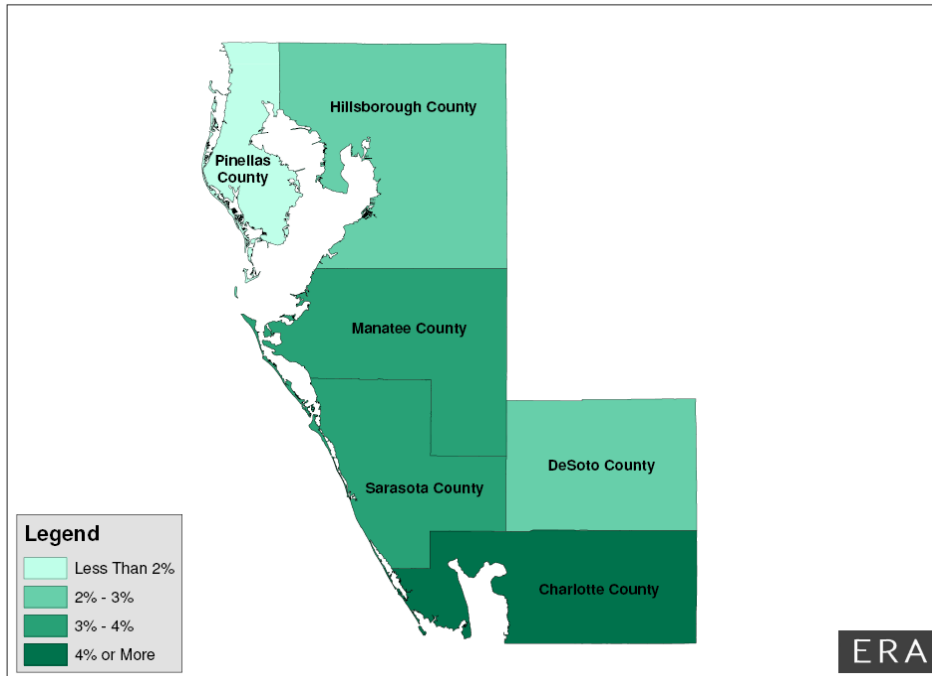 Hillsborough County
Pinellas
County
Manatee County
DeSoto County
Sarasota County
Charlotte County
Legend
Less Than 2%
2% - 3%
3% - 4%
4% or More
ERA